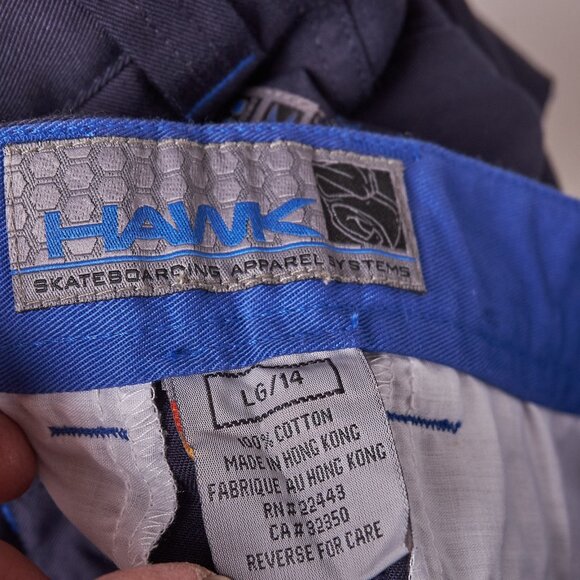 HAWK
SKATEBOARDING APPAREL SYSTEMS
LG/14
100% COTTON
MADE IN HONG KONG
FABRIQUE AU HONG KONG
RN# 22443
CA# 93350
REVERSE FOR CARE